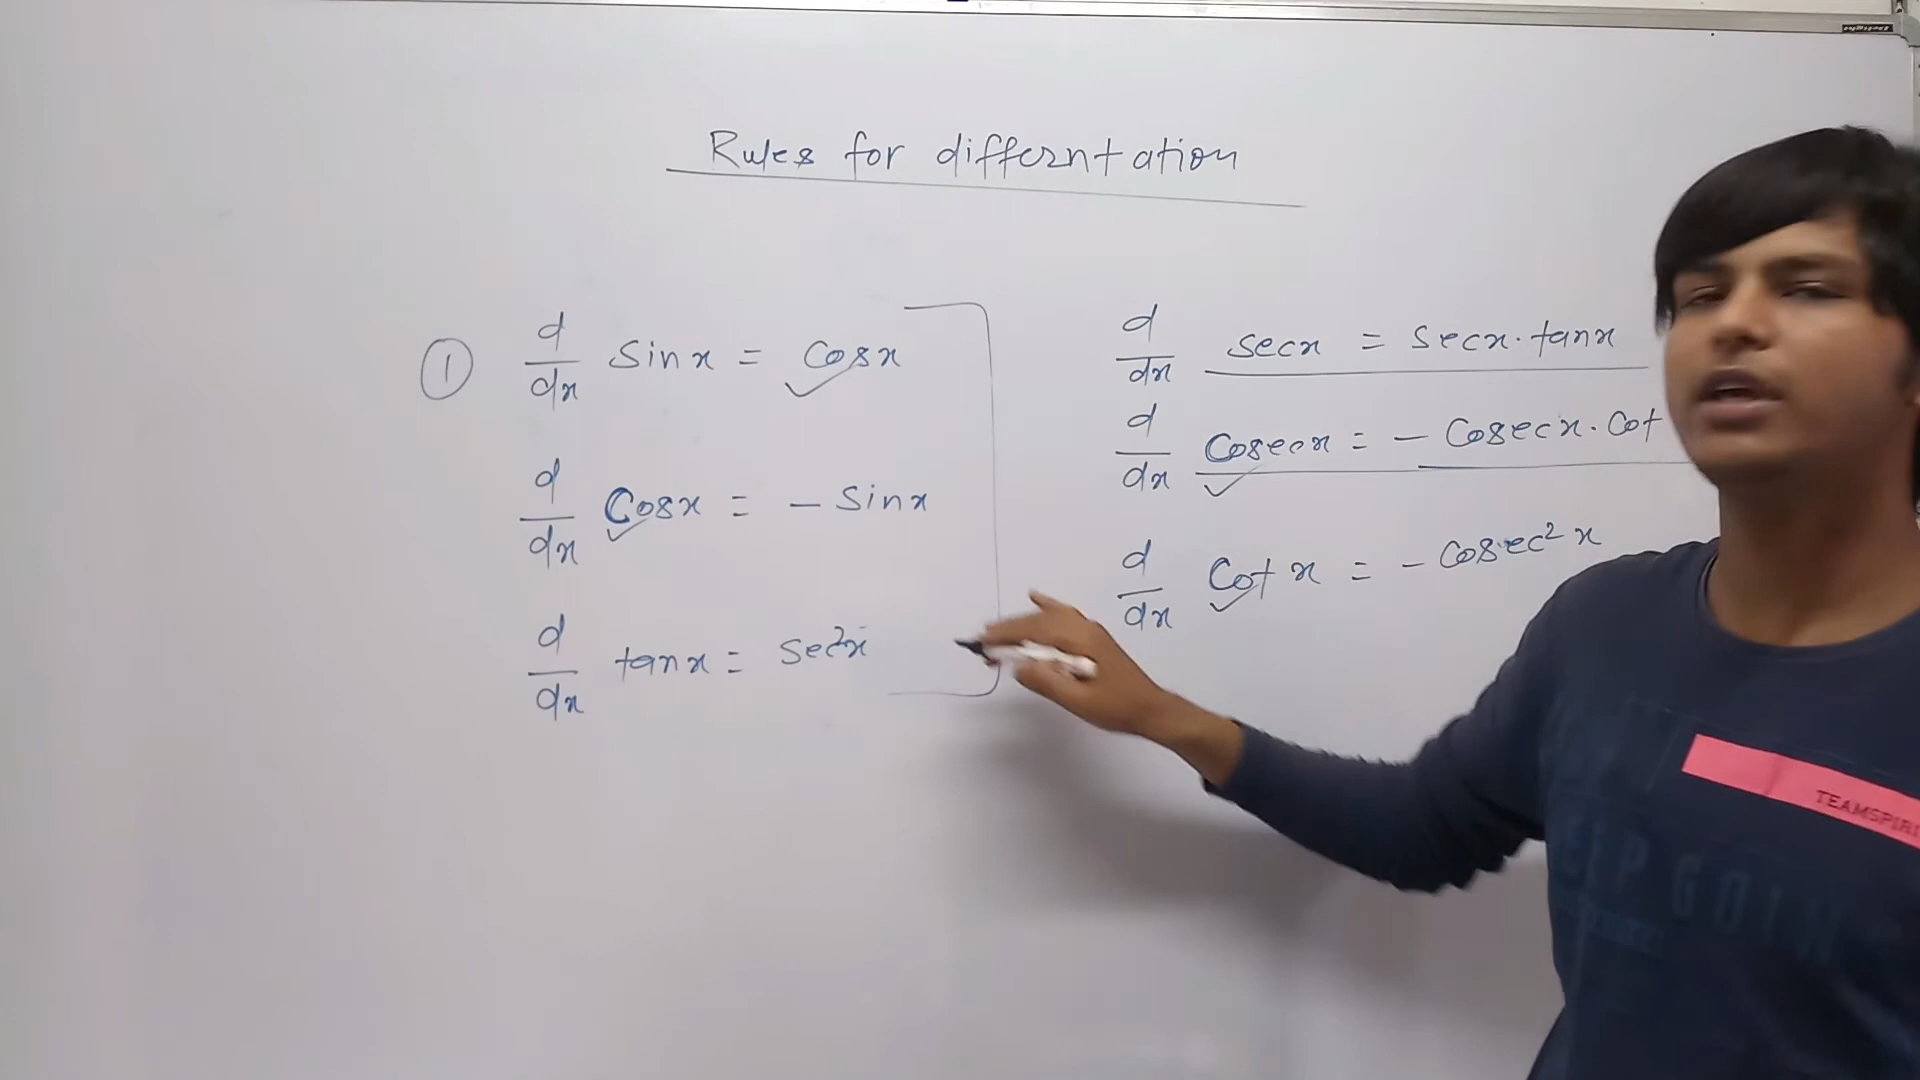 Rules for differntation
① d/dx Sin x = Cos x
d/dx Cos x = - Sin x
d/dx tan x = Sec²x
d/dx sec x = Sec x . tan x
d/dx Cosec x = - Cosec x . Cot
d/dx Cot x = - Cosec² x
TEAMSPIRI